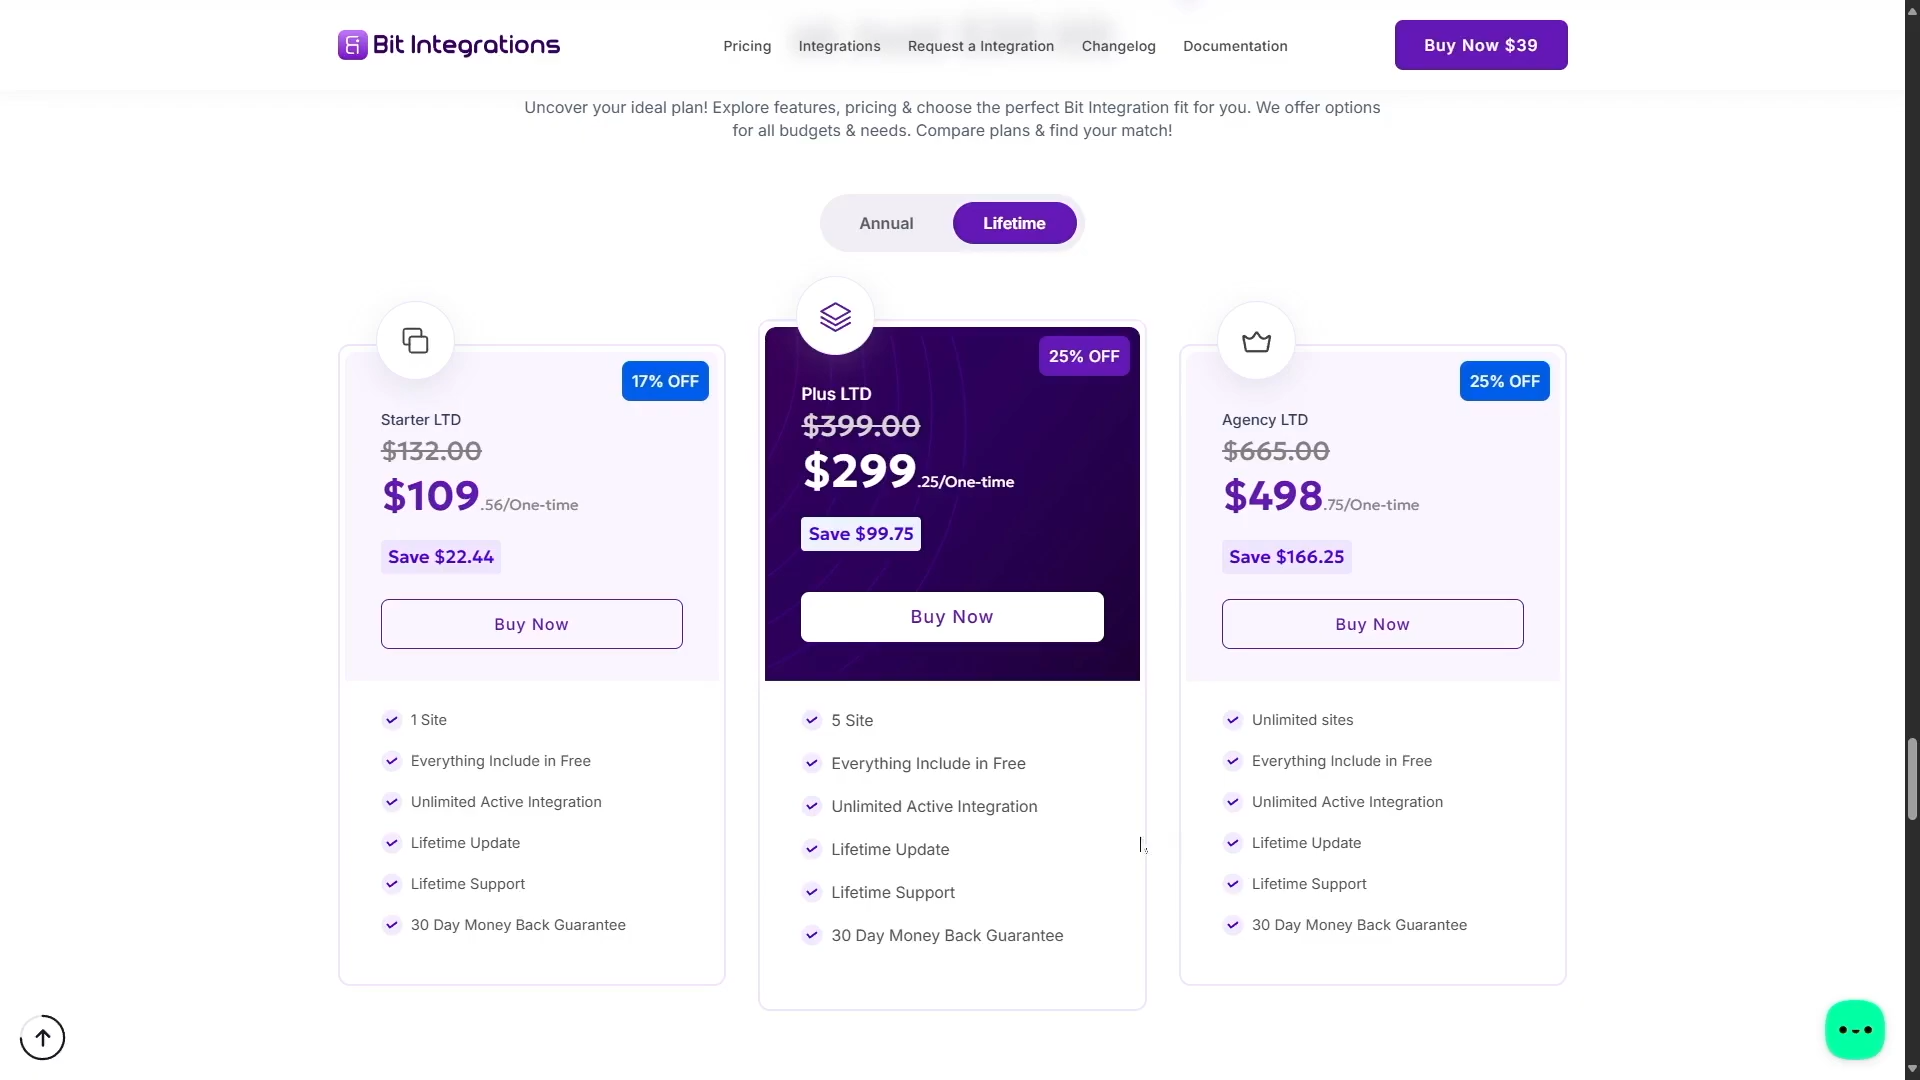 Bit Integrations
Pricing
Integrations
Request a Integration
Changelog
Documentation
Buy Now $39
Uncover your ideal plan! Explore features, pricing & choose the perfect Bit Integration fit for you. We offer options
for all budgets & needs. Compare plans & find your match!
Annual
Lifetime
17% OFF
Starter LTD
$132.00
$109.56/One-time
Save $22.44
Buy Now
1 Site
Everything Include in Free
Unlimited Active Integration
Lifetime Update
Lifetime Support
30 Day Money Back Guarantee
25% OFF
Plus LTD
$399.00
$299.25/One-time
Save $99.75
Buy Now
5 Site
Everything Include in Free
Unlimited Active Integration
Lifetime Update
Lifetime Support
30 Day Money Back Guarantee
25% OFF
Agency LTD
$665.00
$498.75/One-time
Save $166.25
Buy Now
Unlimited sites
Everything Include in Free
Unlimited Active Integration
Lifetime Update
Lifetime Support
30 Day Money Back Guarantee